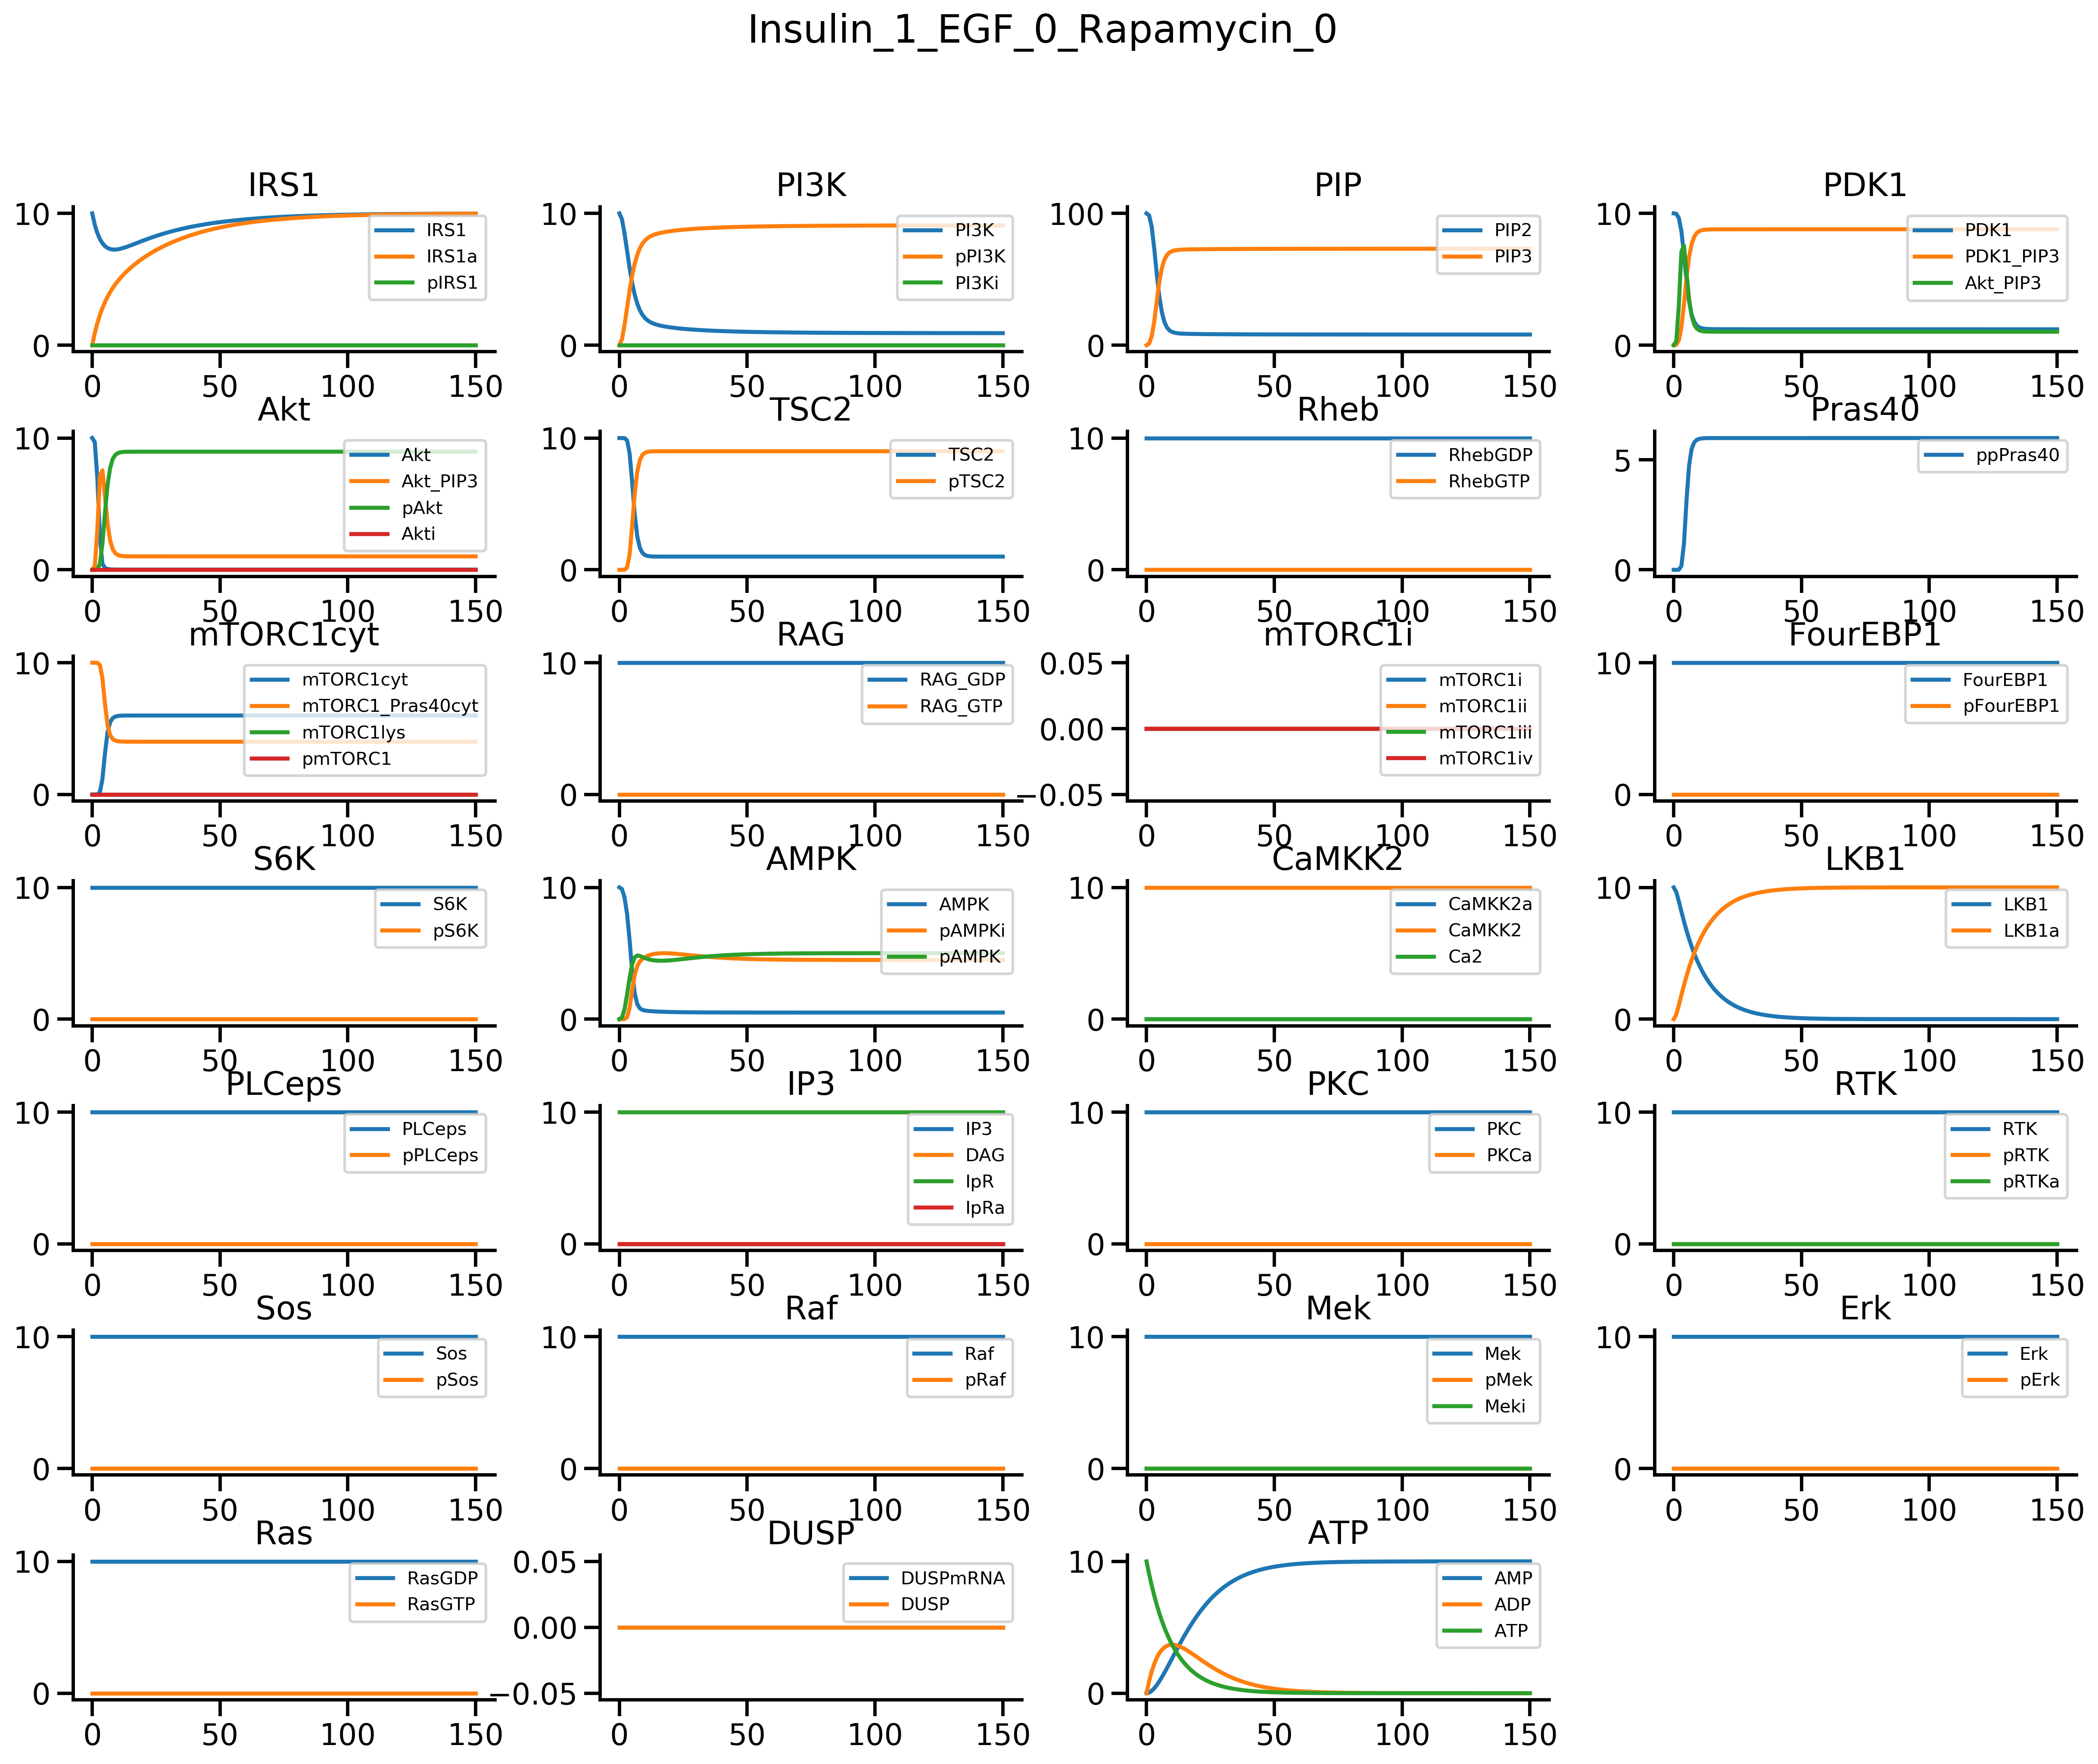 Insulin_1_EGF_0_Rapamycin_0
IRS1
10
0
0
50
100
150
IRS1
IRS1a
pIRS1
PI3K
10
0
0
50
100
150
PI3K
pPI3K
PI3Ki
PIP
100
0
0
50
100
150
PIP2
PIP3
PDK1
10
0
0
50
100
150
PDK1
PDK1_PIP3
Akt_PIP3
Akt
10
0
0
50
100
150
Akt
Akt_PIP3
pAkt
Akti
TSC2
10
0
0
50
100
150
TSC2
pTSC2
Rheb
10
0
0
50
100
150
RhebGDP
RhebGTP
Pras40
5
0
0
50
100
150
ppPras40
mTORC1cyt
10
0
0
50
100
150
mTORC1cyt
mTORC1_Pras40cyt
mTORC1lys
pmTORC1
RAG
10
0
0
50
100
150
RAG_GDP
RAG_GTP
mTORC1i
0.05
0.00
−0.05
0
50
100
150
mTORC1i
mTORC1ii
mTORC1iii
mTORC1iv
FourEBP1
10
0
0
50
100
150
FourEBP1
pFourEBP1
S6K
10
0
0
50
100
150
S6K
pS6K
AMPK
10
0
0
50
100
150
AMPK
pAMPKi
pAMPK
CaMKK2
10
0
0
50
100
150
CaMKK2a
CaMKK2
Ca2
LKB1
10
0
0
50
100
150
LKB1
LKB1a
PLCeps
10
0
0
50
100
150
PLCeps
pPLCeps
IP3
10
0
0
50
100
150
IP3
DAG
IpR
IpRa
PKC
10
0
0
50
100
150
PKC
PKCa
RTK
10
0
0
50
100
150
RTK
pRTK
pRTKa
Sos
10
0
0
50
100
150
Sos
pSos
Raf
10
0
0
50
100
150
Raf
pRaf
Mek
10
0
0
50
100
150
Mek
pMek
Meki
Erk
10
0
0
50
100
150
Erk
pErk
Ras
10
0
0
50
100
150
RasGDP
RasGTP
DUSP
0.05
0.00
−0.05
0
50
100
150
DUSPmRNA
DUSP
ATP
10
0
0
50
100
150
AMP
ADP
ATP